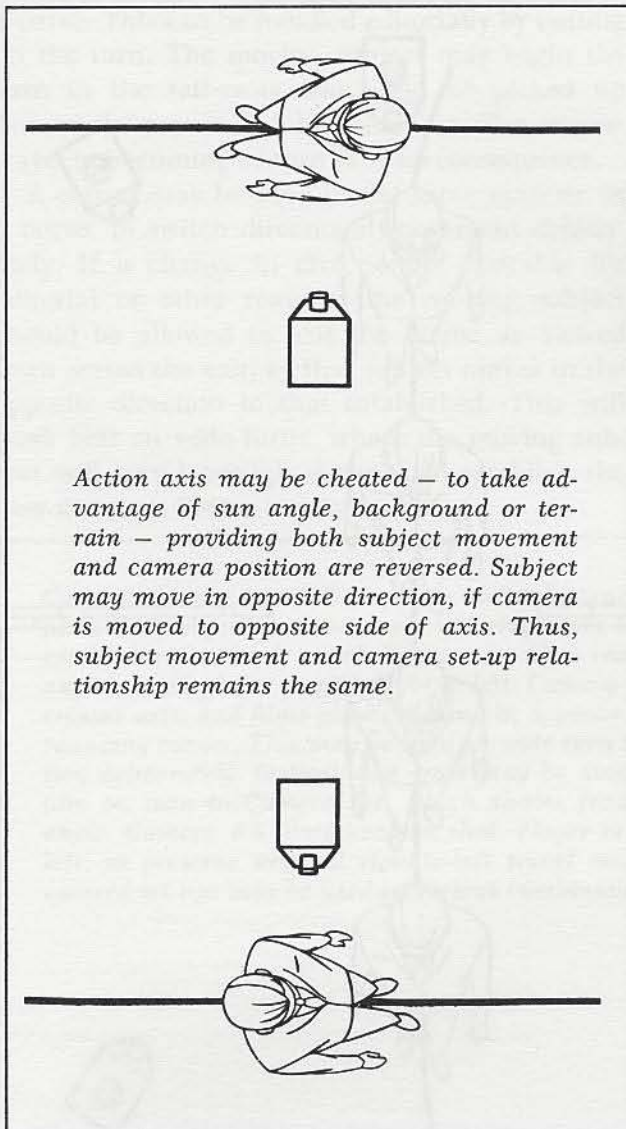 Action axis may be cheated — to take ad-
vantage of sun angle, background or ter-
rain — providing both subject movement
and camera position are reversed. Subject
may move in opposite direction, if camera
is moved to opposite side of axis. Thus,
subject movement and camera set-up rela-
tionship remains the same.